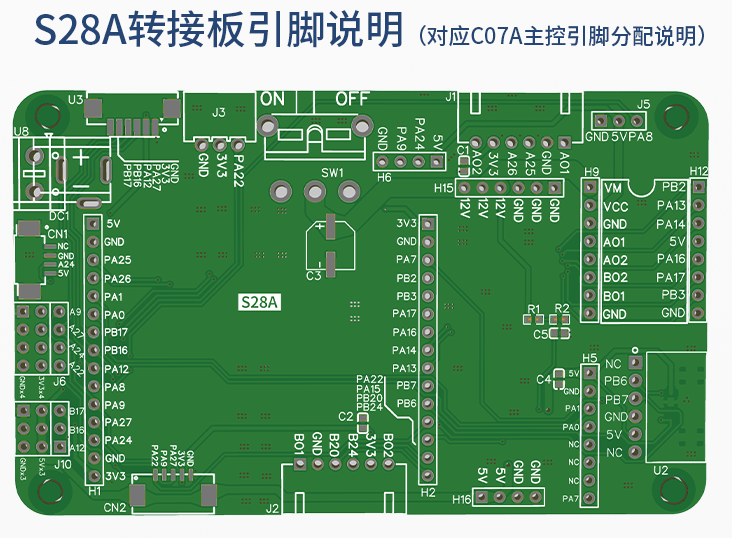 S28A转接板引脚说明（对应C07A主控引脚分配说明）
U3
J3
ON OFF
J1
J5
GND 5V PA8
U8
GND
3V3
PA22
GND
PA9
PA24
5V
H6
C1
AO2
3V3
PA26
PA25
GND
AO1
GND
3V3
PA27
PA12
PB16
PB17
SW1
H15
12V
12V
12V
GND
GND
GND
H9
H12
VM PB2
VCC PA13
GND PA14
AO1 5V
AO2 PA16
BO2 PA17
BO1 PB3
GND GND
DC1
CN1
NC
GND
A24
5V
5V
GND
PA25
PA26
PA1
PA0
PB17
PB16
PA12
PA8
PA9
PA27
PA24
GND
3V3
H1
C3
S28A
3V3
GND
PA7
PB2
PB3
PA17
PA16
PA14
PA13
PB7
PB6
PA22
PA15
PB20
PB24
H2
A9
A27
A24
A22
GNDx4
3V3x4
J6
B17
B16
A12
GNDx3
5Vx3
J10
R1 R2
C5
C4
H5
5V
GND
PA1
PA0
NC
NC
NC
PA7
NC
PB6
PB7
GND
5V
NC
U2
C2
PA22
PA9
PA27
3V3
GND
CN2
BO1
GND
B20
B24
3V3
BO2
J2
H16
5V
5V
GND
GND